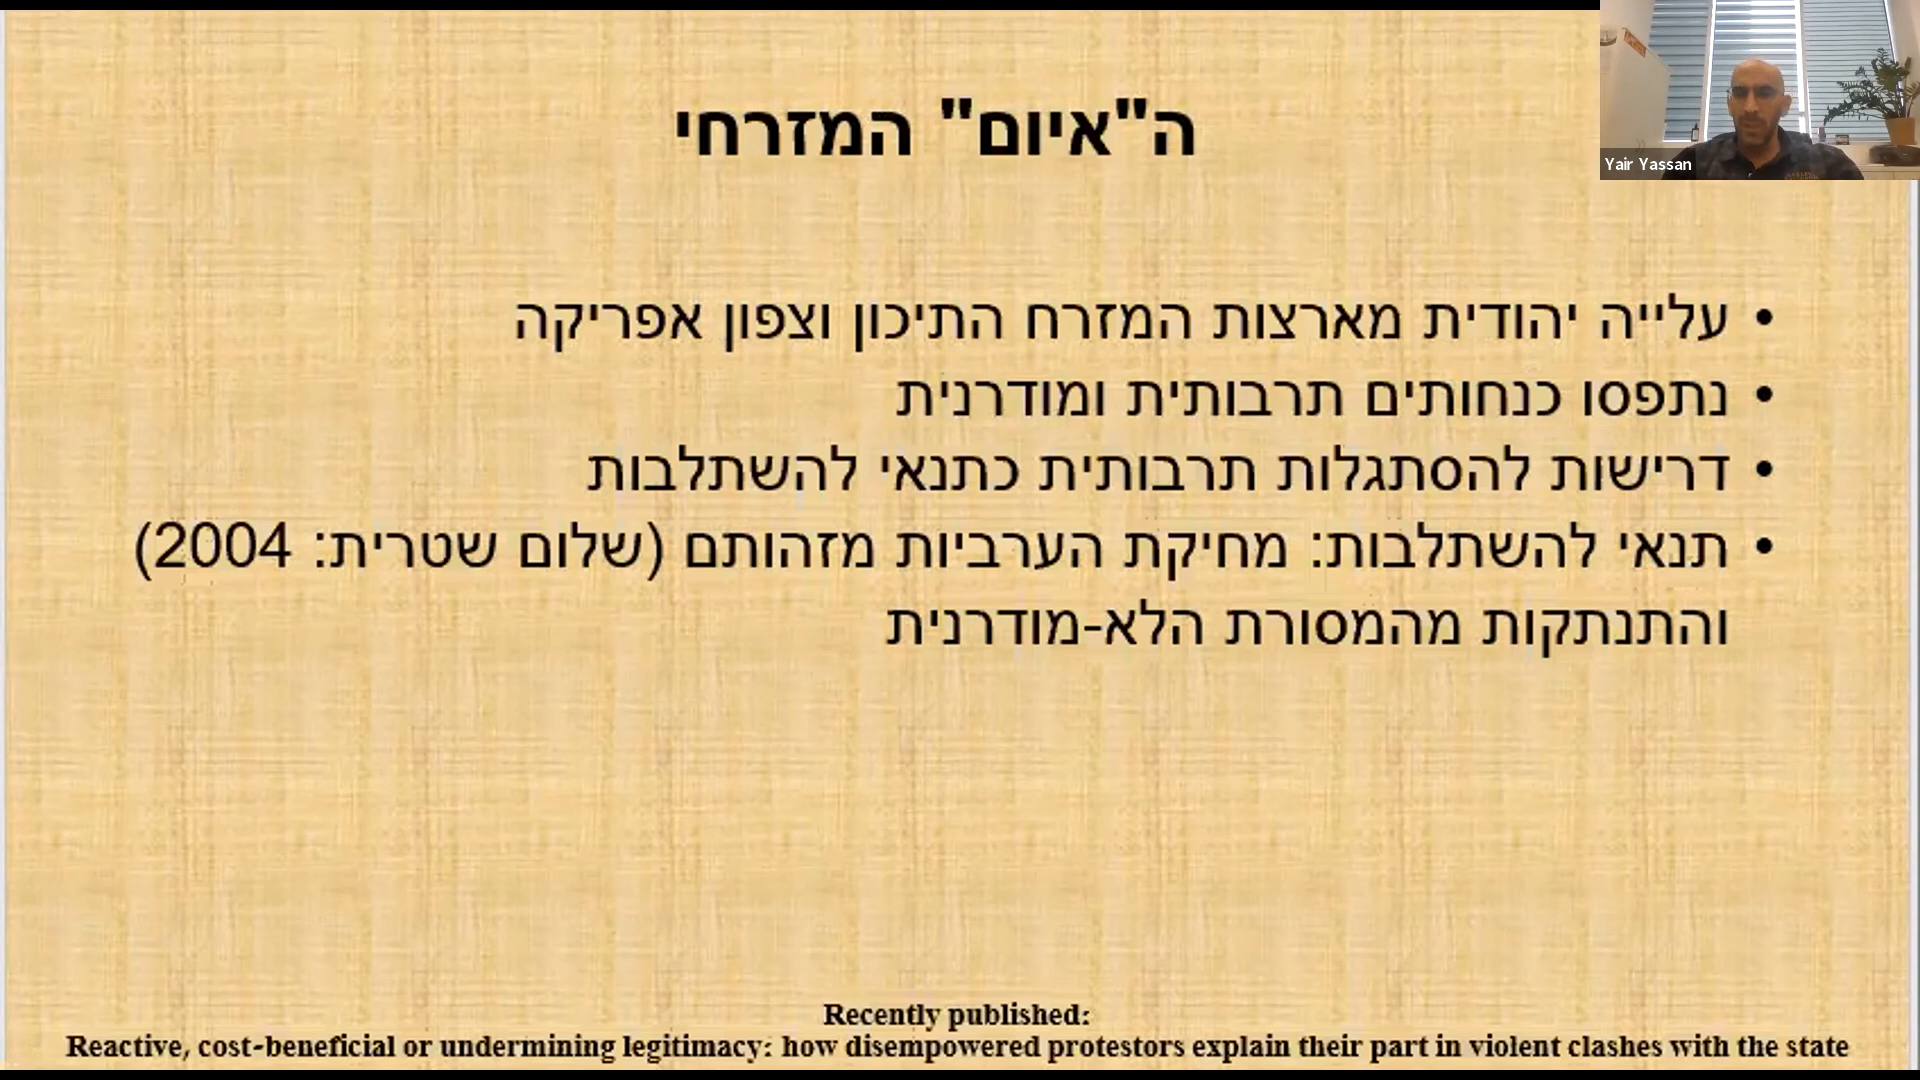 ה"איום" המזרחי
• עלייה יהודית מארצות המזרח התיכון וצפון אפריקה
• נתפסו כנחותים תרבותית ומודרנית
• דרישות להסתגלות תרבותית כתנאי להשתלבות
• תנאי להשתלבות: מחיקת הערביות מזהותם (שלום שטרית: 2004)
והתנתקות מהמסורת הלא-מודרנית
Recently published:
Reactive, cost-beneficial or undermining legitimacy: how disempowered protestors explain their part in violent clashes with the state
Yair Yassan